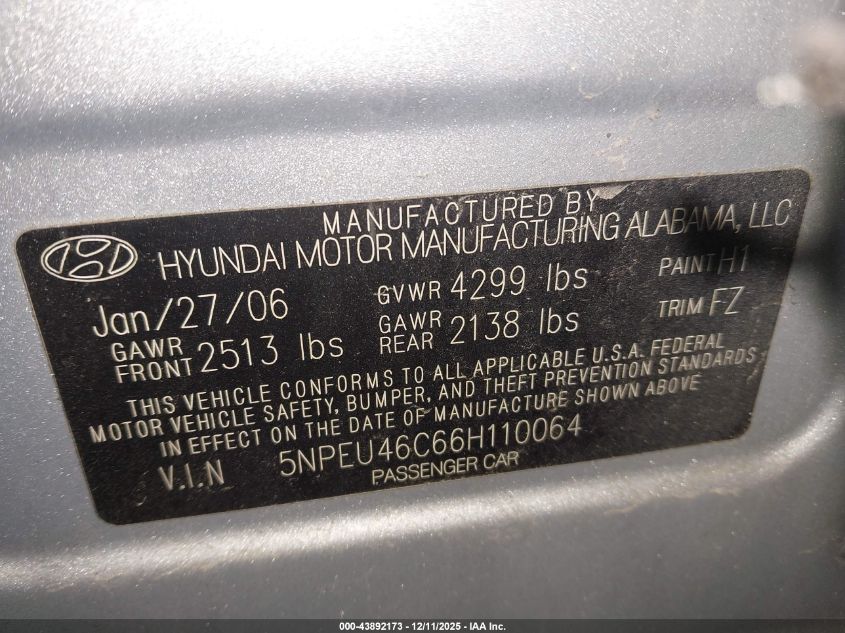 MANUFACTURED BY
HYUNDAI MOTOR MANUFACTURING ALABAMA, LLC
Jan/27/06 GVWR 4299 lbs PAINT H1
GAWR FRONT 2513 lbs GAWR REAR 2138 lbs TRIM FZ
THIS VEHICLE CONFORMS TO ALL APPLICABLE U.S.A. FEDERAL
MOTOR VEHICLE SAFETY, BUMPER, AND THEFT PREVENTION STANDARDS
IN EFFECT ON THE DATE OF MANUFACTURE SHOWN ABOVE
V.I.N 5NPEU46C66H110064
PASSENGER CAR
000-43892173 - 12/11/2025 - IAA Inc.